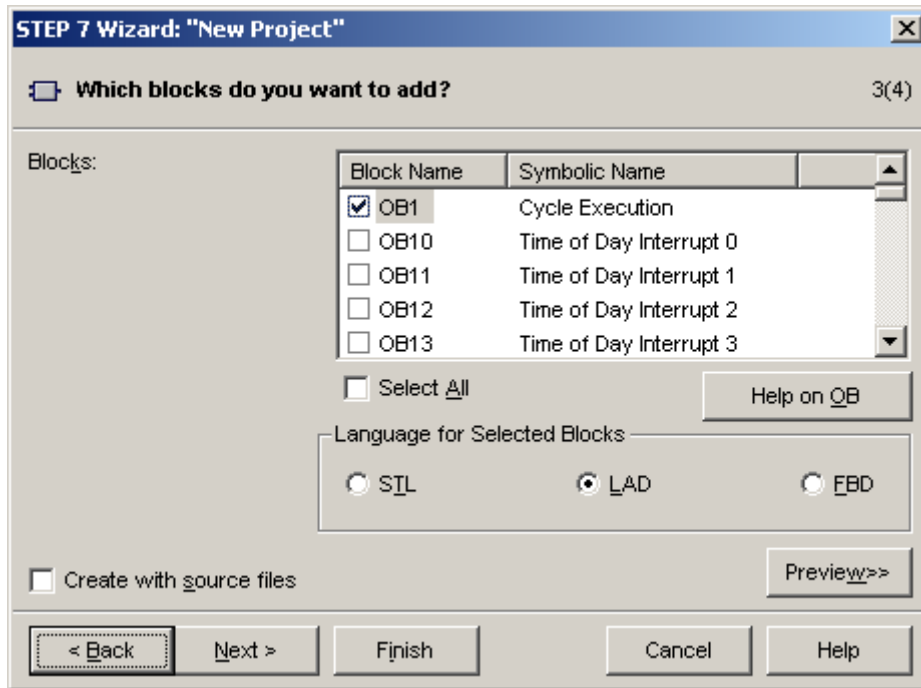 STEP 7 Wizard: "New Project"
Which blocks do you want to add? 3(4)
Blocks:
Block Name Symbolic Name
OB1 Cycle Execution
OB10 Time of Day Interrupt 0
OB11 Time of Day Interrupt 1
OB12 Time of Day Interrupt 2
OB13 Time of Day Interrupt 3
Select All
Help on OB
Language for Selected Blocks
STL LAD FBD
Create with source files
Preview>>
< Back Next > Finish Cancel Help